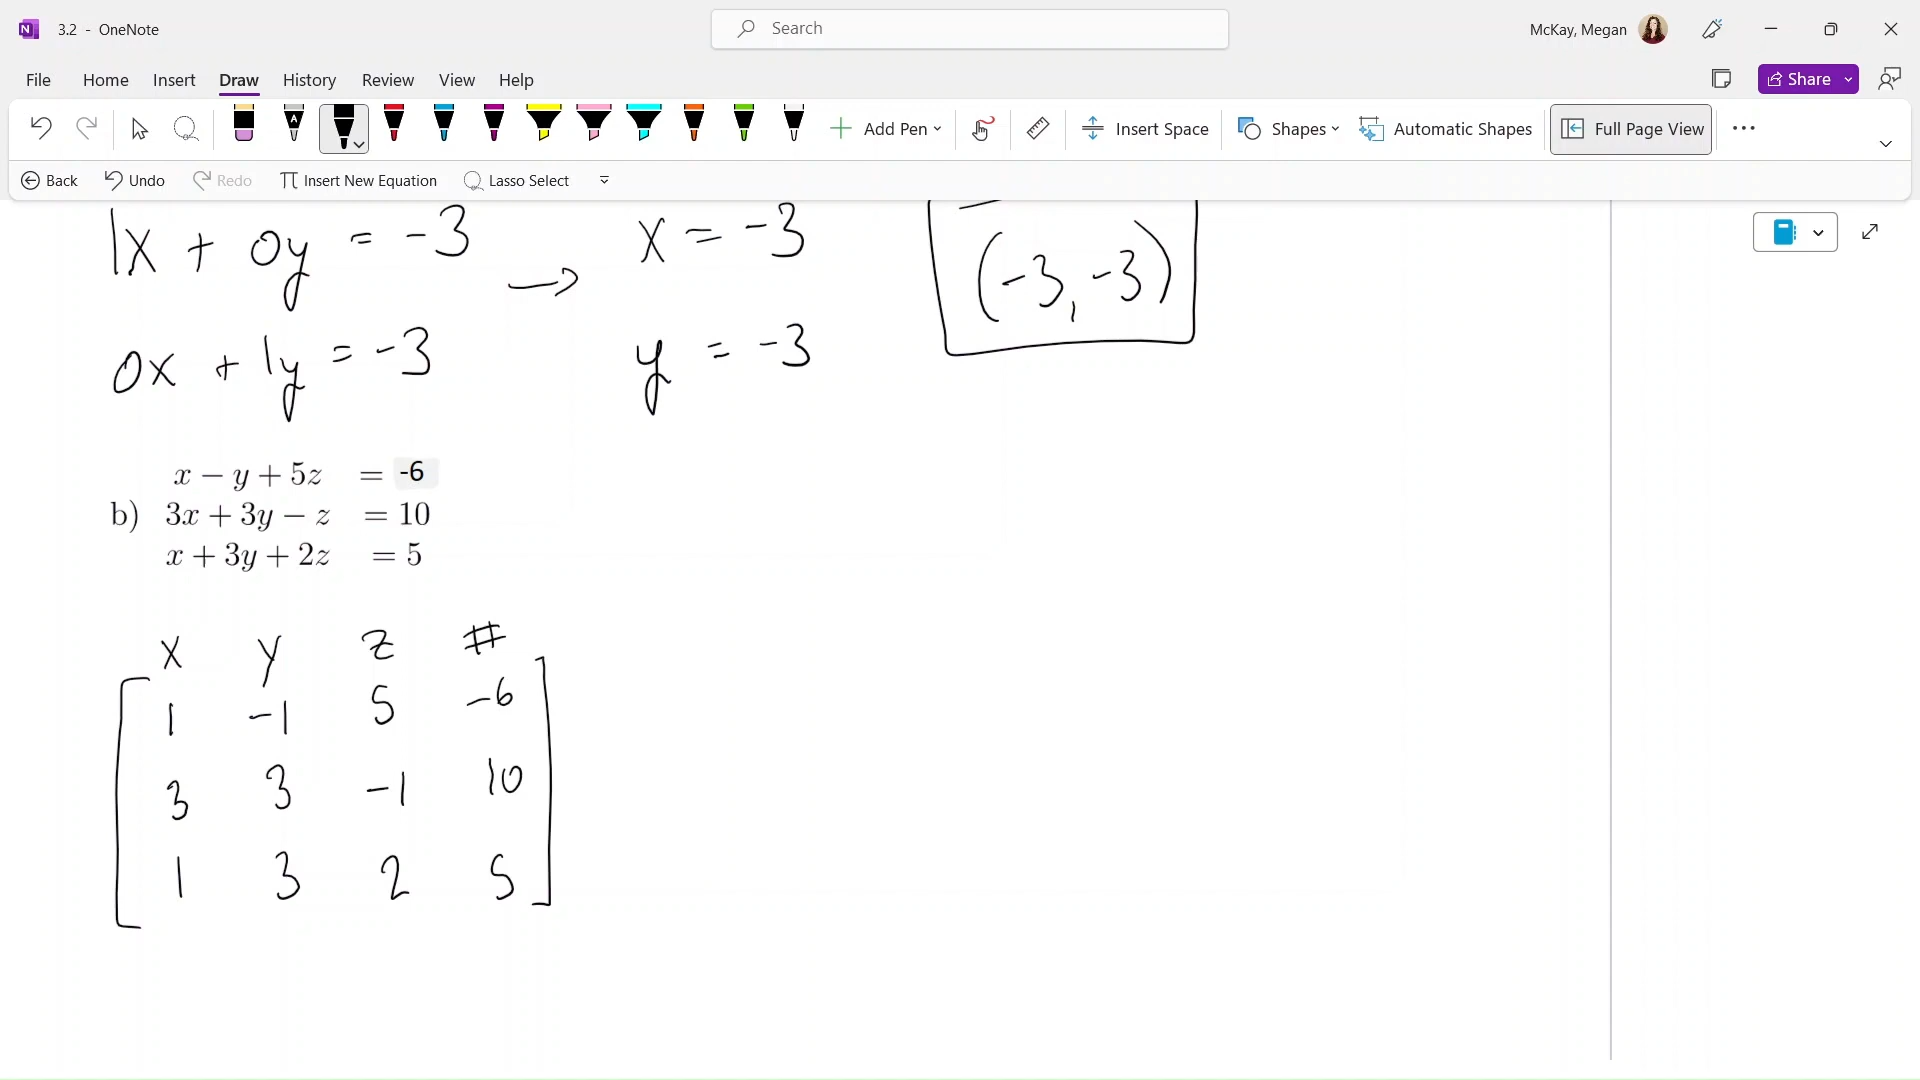 3.2 - OneNote
Search
McKay, Megan
File Home Insert Draw History Review View Help
Share
A
Add Pen
Insert Space
Shapes
Automatic Shapes
Full Page View
Back Undo Redo Insert New Equation Lasso Select
1x + 0y = -3 → x = -3
(-3, -3)
0x + 1y = -3 y = -3
x − y + 5z = -6
b) 3x + 3y − z = 10
x + 3y + 2z = 5
X Y Z #
1 -1 5 -6
3 3 -1 10
1 3 2 5